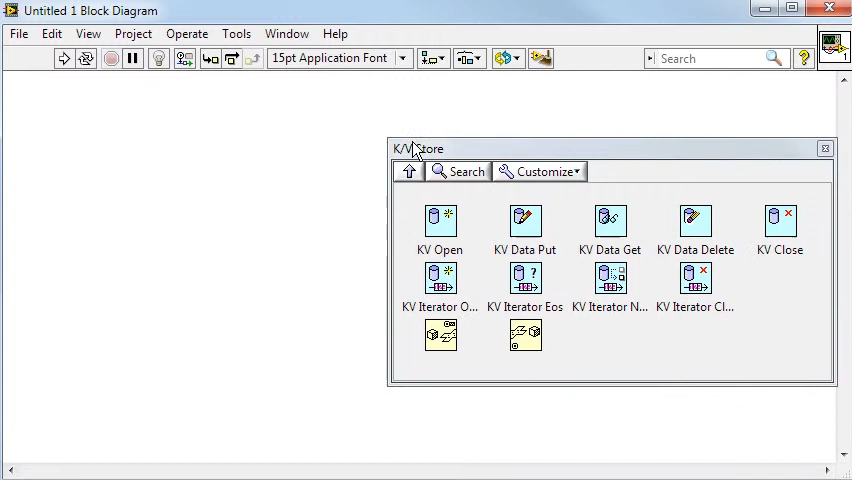 Untitled 1 Block Diagram
File Edit View Project Operate Tools Window Help
15pt Application Font
Search
?
1
K/V Store
Search Customize
KV Open KV Data Put KV Data Get KV Data Delete KV Close
?
KV Iterator O... KV Iterator Eos KV Iterator N... KV Iterator Cl...